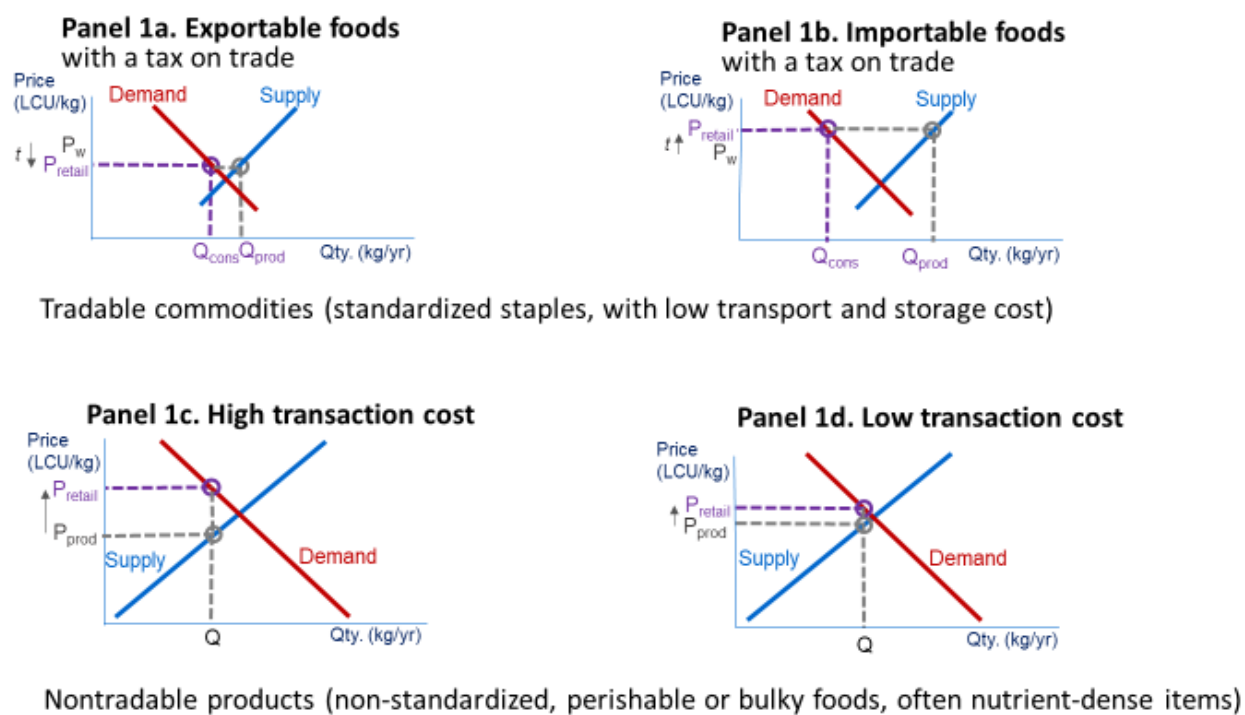 Panel 1a. Exportable foods
with a tax on trade
Price
(LCU/kg)
Demand
Supply
t
Pw
Pretail
Qcons
Qprod
Qty. (kg/yr)
Panel 1b. Importable foods
with a tax on trade
Price
(LCU/kg)
Demand
Supply
t
Pretail
Pw
Qcons
Qprod
Qty. (kg/yr)
Tradable commodities (standardized staples, with low transport and storage cost)
Panel 1c. High transaction cost
Price
(LCU/kg)
Pretail
Pprod
Supply
Demand
Q
Qty. (kg/yr)
Panel 1d. Low transaction cost
Price
(LCU/kg)
Pretail
Pprod
Supply
Demand
Q
Qty. (kg/yr)
Nontradable products (non-standardized, perishable or bulky foods, often nutrient-dense items)